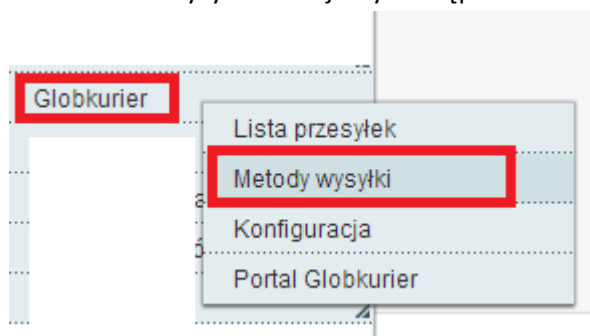 Globkurier
Lista przesyłek
Metody wysyłki
Konfiguracja
Portal Globkurier